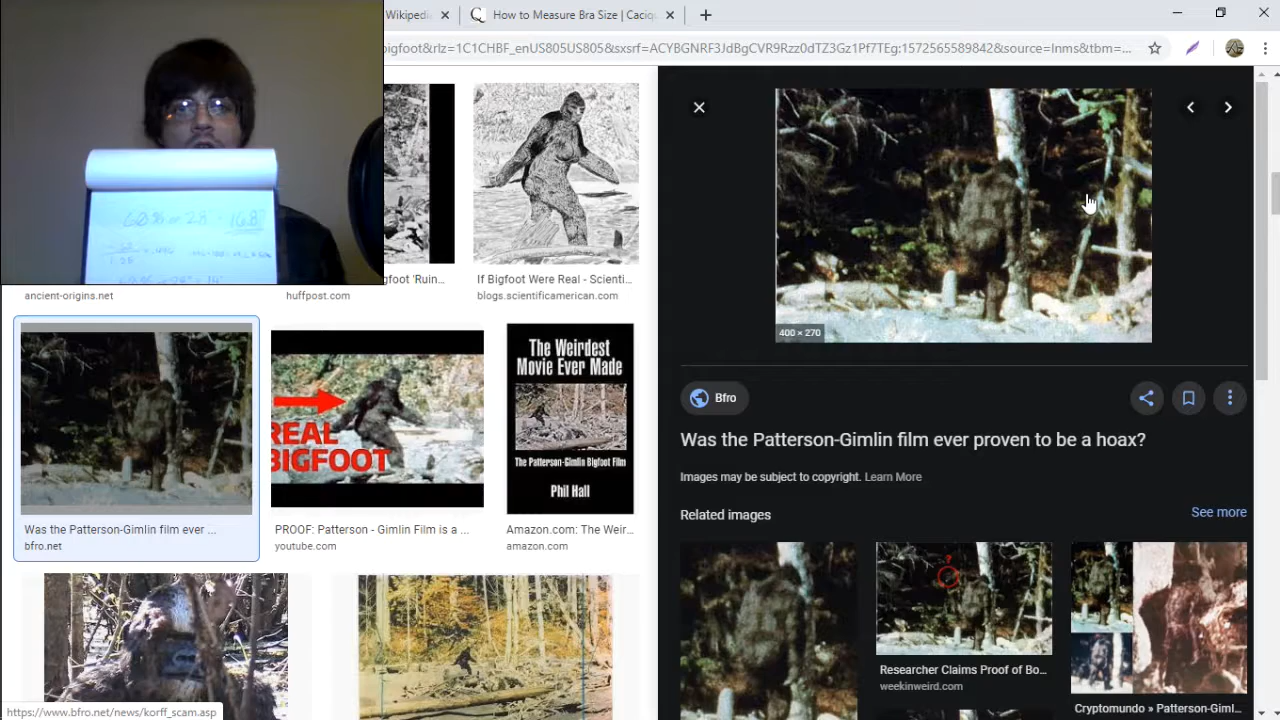 Wikipedi
How to Measure Bra Size | Caciqu
bigfoot&rlz=1C1CHBF_enUS805US805&sxsrf=ACYBGNRF3JdBgCVR9Rzz0dTZ3Gz1Pf7TEg:1572565589842&source=lnms&tbm=...
gfoot 'Ruin...
If Bigfoot Were Real - Scienti...
ancient-origins.net
huffpost.com
blogs.scientificamerican.com
REAL
BIGFOOT
The Weirdest
Movie Ever Made
The Patterson-Gimlin Bigfoot Film
Phil Hall
Was the Patterson-Gimlin film ever ...
bfro.net
PROOF: Patterson - Gimlin Film is a ...
youtube.com
Amazon.com: The Weir...
amazon.com
https://www.bfro.net/news/korff_scam.asp
400 × 270
Bfro
Was the Patterson-Gimlin film ever proven to be a hoax?
Images may be subject to copyright. Learn More
Related images
See more
?
Researcher Claims Proof of Bo...
weekinweird.com
Cryptomundo » Patterson-Giml...